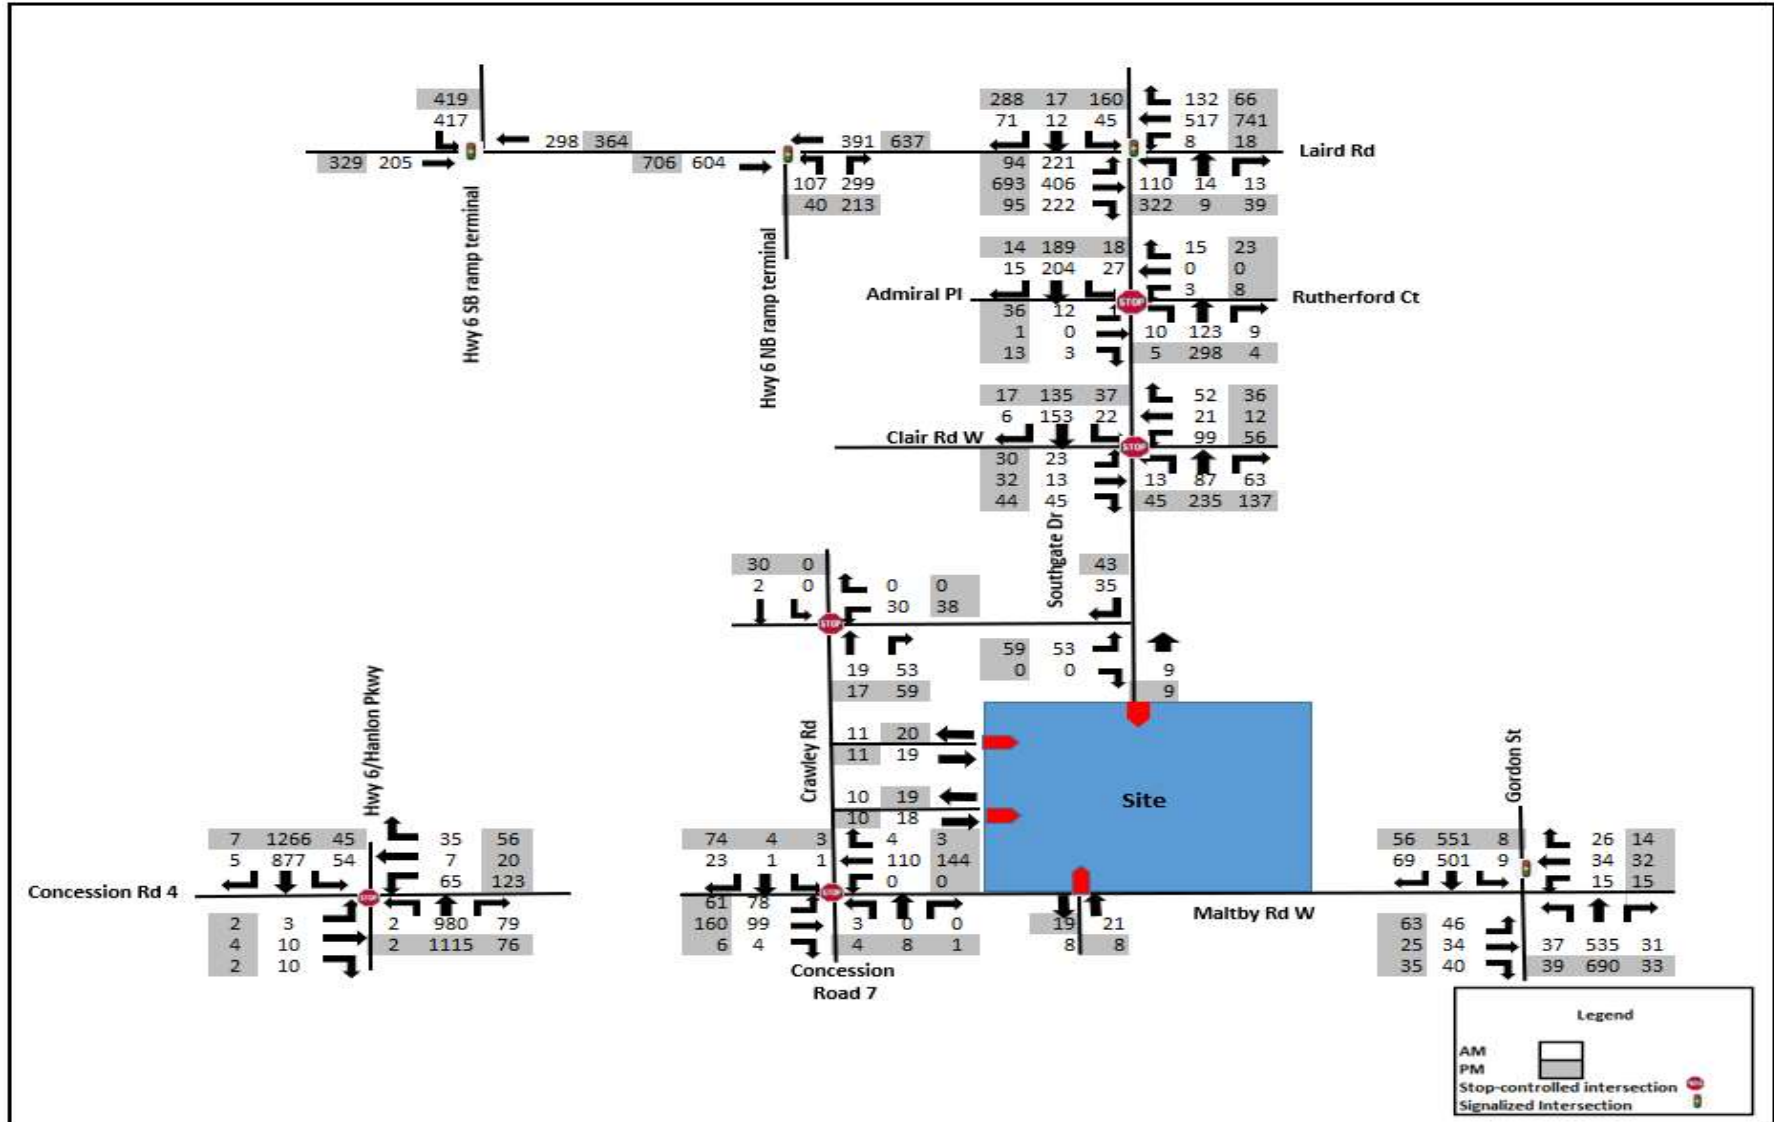 419 288 17 160 132 66
417 71 12 45 517 741
298 364 391 637 8 18
329 205 706 604 94 221 Laird Rd
107 299 693 406 110 14 13
40 213 95 222 322 9 39
Hwy 6 SB ramp terminal
Hwy 6 NB ramp terminal
14 189 18 15 23
15 204 27 0 0
Admiral Pl 3 8 Rutherford Ct
36 12
1 0 10 123 9
13 3 5 298 4
17 135 37 52 36
6 153 22 21 12
Clair Rd W 99 56
30 23
32 13 13 87 63
44 45 45 235 137
Southgate Dr
30 0 0 0 43
2 0 30 38 35
STOP
59 53
19 53 0 0 9
17 59 9
Crawley Rd
11 20
11 19
10 19 Site
10 18
Hwy 6/Hanlon Pkwy
Gordon St
7 1266 45 35 56 74 4 3 4 3 56 551 8 26 14
5 877 54 7 20 23 1 1 110 144 69 501 9 34 32
65 123 0 0 15 15
Concession Rd 4 61 78 Maltby Rd W
2 3 2 980 79 160 99 3 0 0 19 21 63 46
4 10 2 1115 76 6 4 4 8 1 8 8 25 34 37 535 31
2 10 35 40 39 690 33
Concession
Road 7
Legend
AM
PM
Stop-controlled intersection
Signalized Intersection